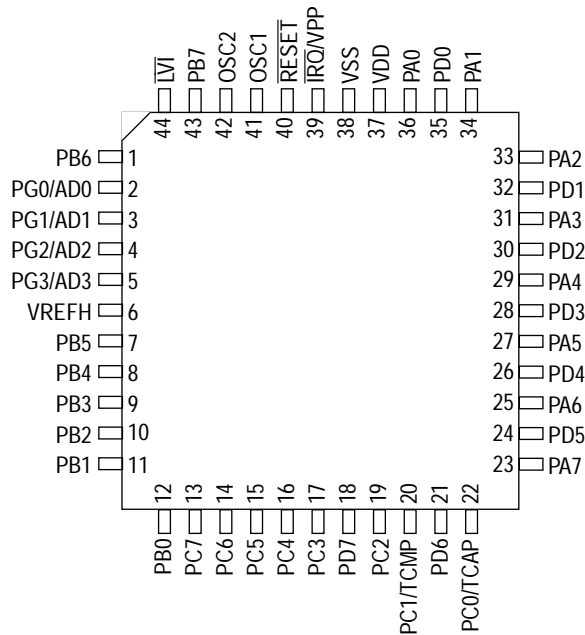 L̅V̅I̅
PB7
OSC2
OSC1
R̅E̅S̅E̅T̅
I̅R̅Q̅/VPP
VSS
VDD
PA0
PD0
PA1
44
43
42
41
40
39
38
37
36
35
34
PB6 1
PG0/AD0 2
PG1/AD1 3
PG2/AD2 4
PG3/AD3 5
VREFH 6
PB5 7
PB4 8
PB3 9
PB2 10
PB1 11
33 PA2
32 PD1
31 PA3
30 PD2
29 PA4
28 PD3
27 PA5
26 PD4
25 PA6
24 PD5
23 PA7
12
13
14
15
16
17
18
19
20
21
22
PB0
PC7
PC6
PC5
PC4
PC3
PD7
PC2
PC1/TCMP
PD6
PC0/TCAP